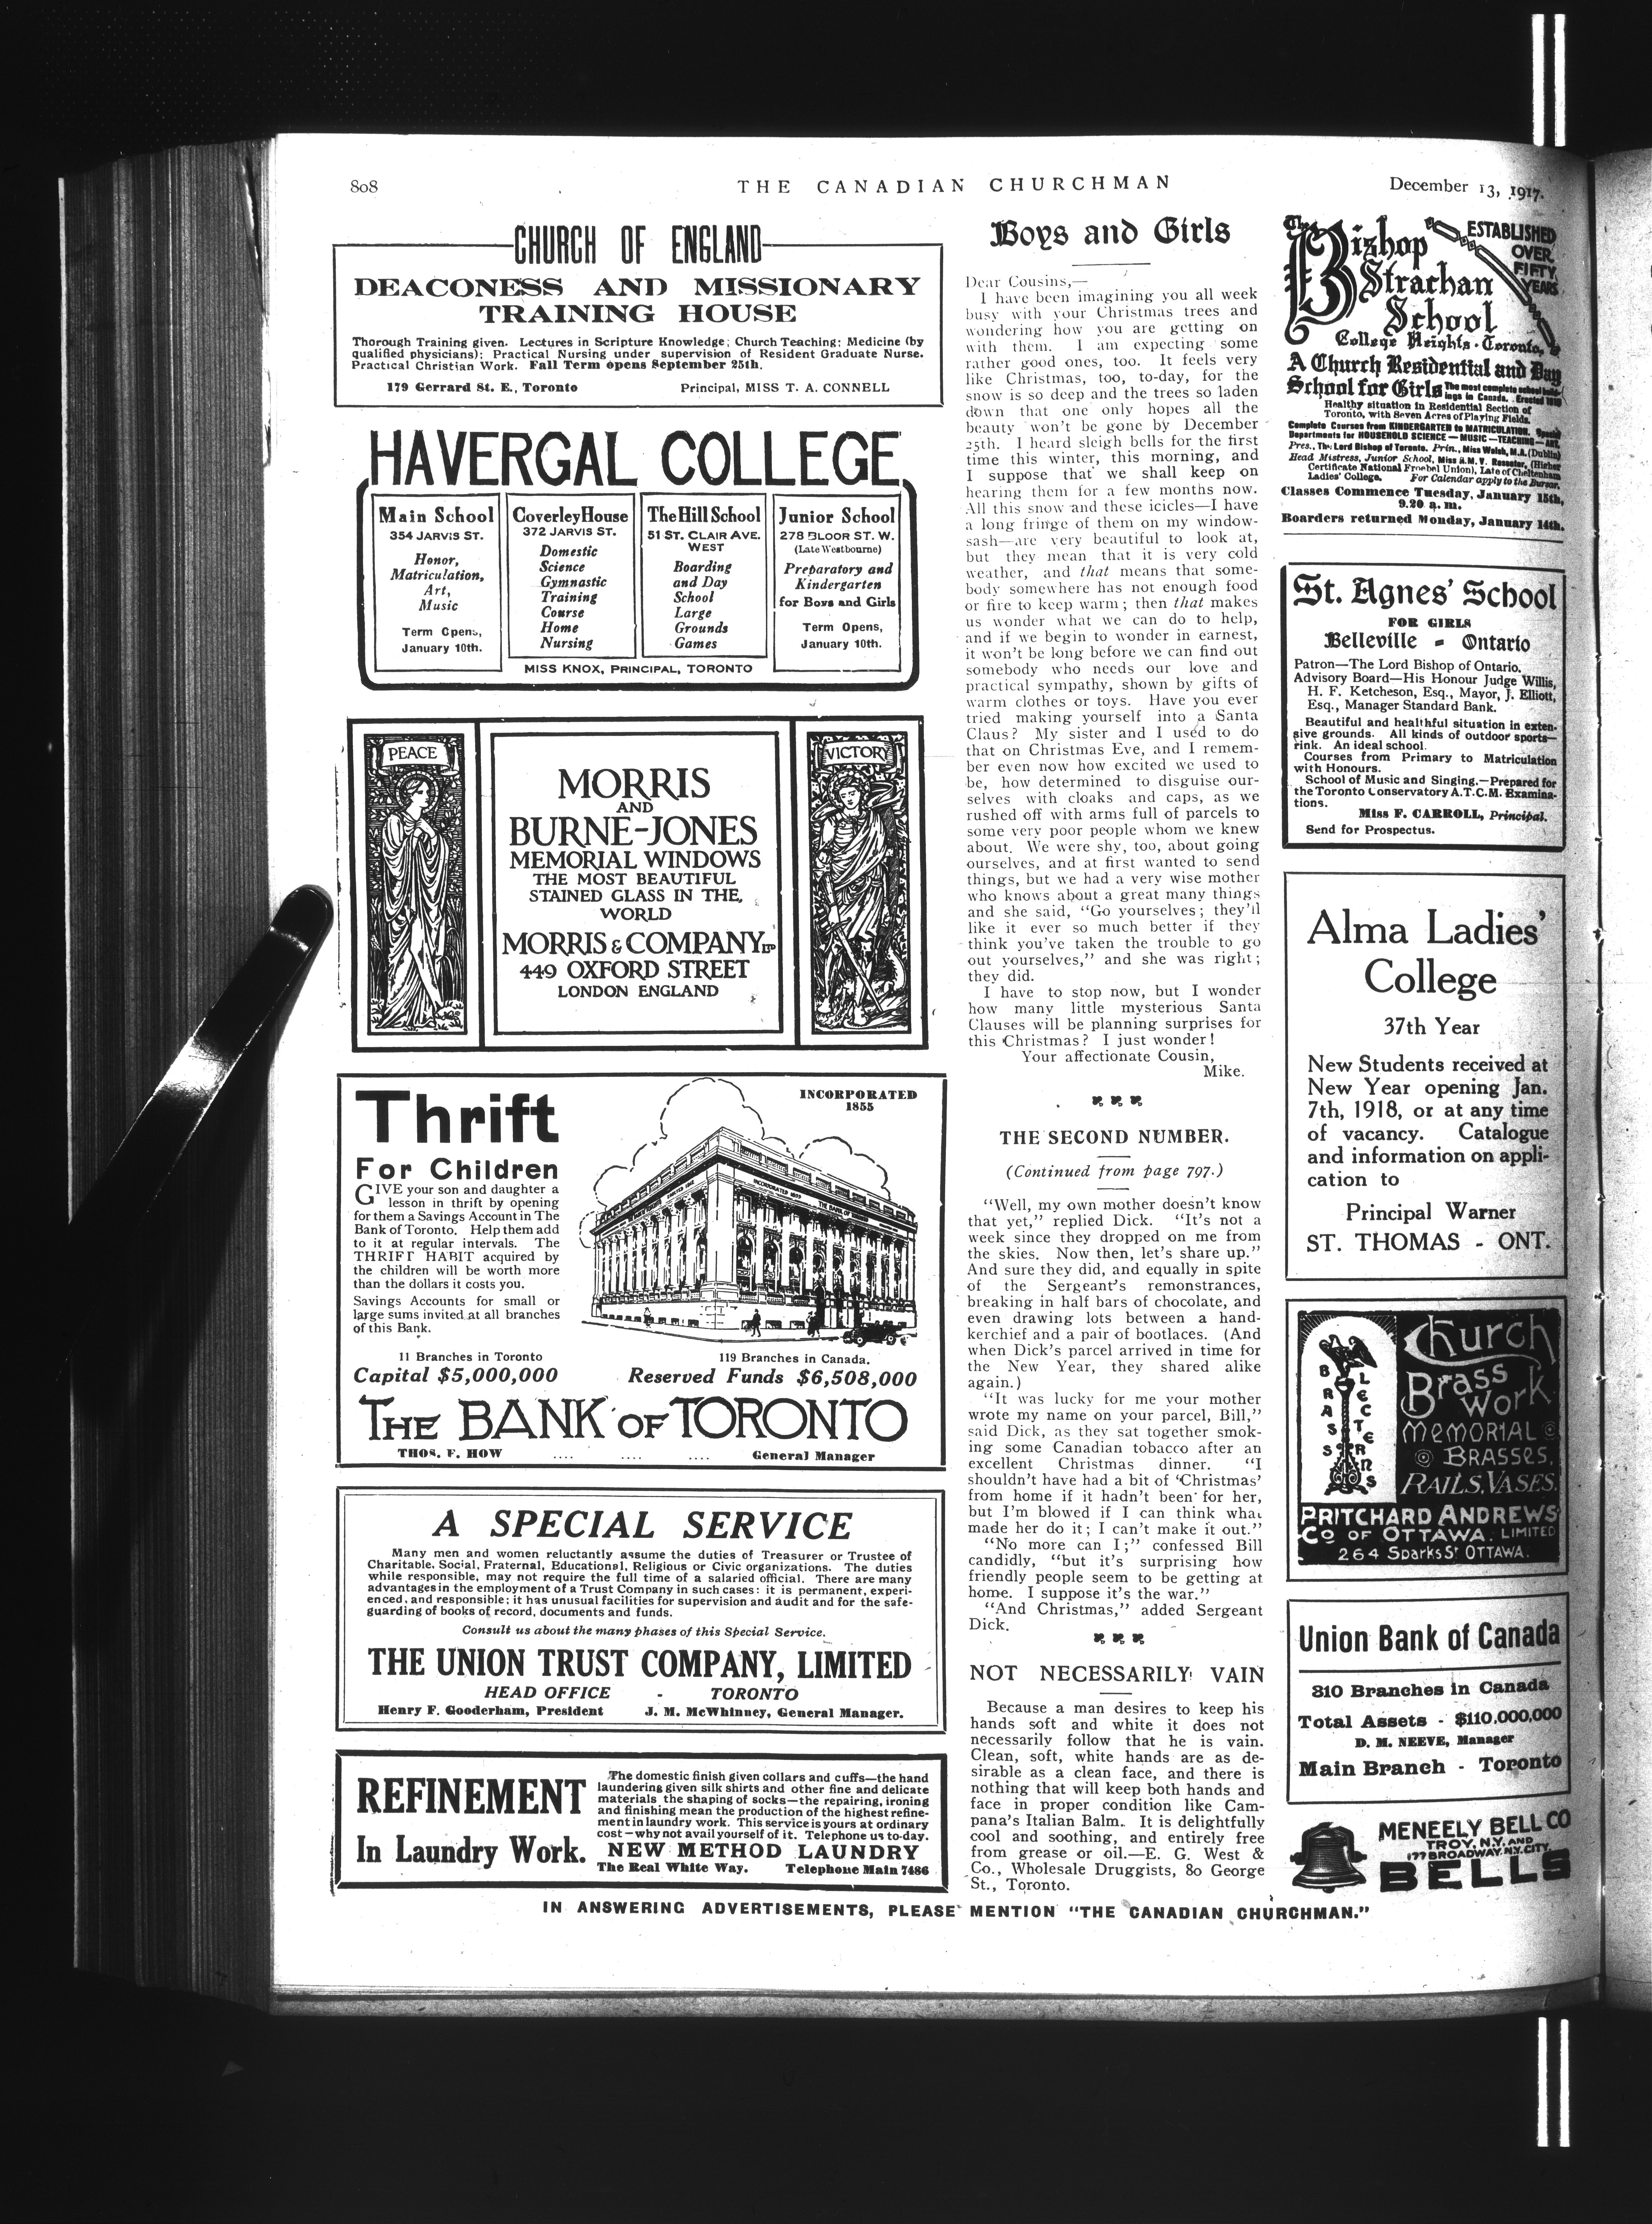 808
THE CANADIAN CHURCHMAN
December 13, 1917.
CHURCH OF ENGLAND
DEACONESS AND MISSIONARY
TRAINING HOUSE
Thorough Training given. Lectures in Scripture Knowledge; Church Teaching; Medicine (by
qualified physicians); Practical Nursing under supervision of Resident Graduate Nurse.
Practical Christian Work. Fall Term opens September 25th.
179 Gerrard St. E., Toronto
Principal, MISS T. A. CONNELL
HAVERGAL COLLEGE
Main School
354 JARVIS ST.
Honor,
Matriculation,
Art,
Music
Term Opens,
January 10th.
Coverley House
372 JARVIS ST.
Domestic
Science
Gymnastic
Training
Course
Home
Nursing
The Hill School
51 ST. CLAIR AVE.
WEST
Boarding
and Day
School
Large
Grounds
Games
Junior School
278 BLOOR ST. W.
(Late Westbourne)
Preparatory and
Kindergarten
for Boys and Girls
Term Opens,
January 10th.
MISS KNOX, PRINCIPAL, TORONTO
PEACE
MORRIS
AND
BURNE-JONES
MEMORIAL WINDOWS
THE MOST BEAUTIFUL
STAINED GLASS IN THE
WORLD
MORRIS & COMPANY LTD
449 OXFORD STREET
LONDON ENGLAND
VICTORY
Thrift
For Children
GIVE your son and daughter a
lesson in thrift by opening
for them a Savings Account in The
Bank of Toronto. Help them add
to it at regular intervals. The
THRIFT HABIT acquired by
the children will be worth more
than the dollars it costs you.
Savings Accounts for small or
large sums invited at all branches
of this Bank.
INCORPORATED
1855
11 Branches in Toronto
119 Branches in Canada.
Capital $5,000,000
Reserved Funds $6,508,000
THE BANK OF TORONTO
THOS. F. HOW .... .... .... General Manager
A SPECIAL SERVICE
Many men and women reluctantly assume the duties of Treasurer or Trustee of
Charitable, Social, Fraternal, Educational, Religious or Civic organizations. The duties
while responsible, may not require the full time of a salaried official. There are many
advantages in the employment of a Trust Company in such cases: it is permanent, experi-
enced, and responsible; it has unusual facilities for supervision and audit and for the safe-
guarding of books of record, documents and funds.
Consult us about the many phases of this Special Service.
THE UNION TRUST COMPANY, LIMITED
HEAD OFFICE - TORONTO
Henry F. Gooderham, President
J. M. McWhinney, General Manager.
REFINEMENT
In Laundry Work.
The domestic finish given collars and cuffs—the hand
laundering given silk shirts and other fine and delicate
materials the shaping of socks—the repairing, ironing
and finishing mean the production of the highest refine-
ment in laundry work. This service is yours at ordinary
cost—why not avail yourself of it. Telephone us to-day.
NEW METHOD LAUNDRY
The Real White Way. Telephone Main 7486
Boys and Girls
Dear Cousins,—
I have been imagining you all week
busy with your Christmas trees and
wondering how you are getting on
with them. I am expecting some
rather good ones, too. It feels very
like Christmas, too, to-day, for the
snow is so deep and the trees so laden
down that one only hopes all the
beauty won't be gone by December
25th. I heard sleigh bells for the first
time this winter, this morning, and
I suppose that we shall keep on
hearing them for a few months now.
All this snow and these icicles—I have
a long fringe of them on my window-
sash—are very beautiful to look at,
but they mean that it is very cold
weather, and that means that some-
body somewhere has not enough food
or fire to keep warm; then that makes
us wonder what we can do to help,
and if we begin to wonder in earnest,
it won't be long before we can find out
somebody who needs our love and
practical sympathy, shown by gifts of
warm clothes or toys. Have you ever
tried making yourself into a Santa
Claus? My sister and I used to do
that on Christmas Eve, and I remem-
ber even now how excited we used to
be, how determined to disguise our-
selves with cloaks and caps, as we
rushed off with arms full of parcels to
some very poor people whom we knew
about. We were shy, too, about going
ourselves, and at first wanted to send
things, but we had a very wise mother
who knows about a great many things
and she said, "Go yourselves; they'll
like it ever so much better if they
think you've taken the trouble to go
out yourselves," and she was right;
they did.
I have to stop now, but I wonder
how many little mysterious Santa
Clauses will be planning surprises for
this Christmas? I just wonder!
Your affectionate Cousin,
Mike.
THE SECOND NUMBER.
(Continued from page 797.)
"Well, my own mother doesn't know
that yet," replied Dick. "It's not a
week since they dropped on me from
the skies. Now then, let's share up."
And sure they did, and equally in spite
of the Sergeant's remonstrances,
breaking in half bars of chocolate, and
even drawing lots between a hand-
kerchief and a pair of bootlaces. (And
when Dick's parcel arrived in time for
the New Year, they shared alike
again.)
"It was lucky for me your mother
wrote my name on your parcel, Bill,"
said Dick, as they sat together smok-
ing some Canadian tobacco after an
excellent Christmas dinner. "I
shouldn't have had a bit of 'Christmas'
from home if it hadn't been for her,
but I'm blowed if I can think what
made her do it; I can't make it out."
"No more can I;" confessed Bill
candidly, "but it's surprising how
friendly people seem to be getting at
home. I suppose it's the war."
"And Christmas," added Sergeant
Dick.
NOT NECESSARILY VAIN
Because a man desires to keep his
hands soft and white it does not
necessarily follow that he is vain.
Clean, soft, white hands are as de-
sirable as a clean face, and there is
nothing that will keep both hands and
face in proper condition like Cam-
pana's Italian Balm. It is delightfully
cool and soothing, and entirely free
from grease or oil.—E. G. West &
Co., Wholesale Druggists, 80 George
St., Toronto.
The Bishop
Strachan
School
ESTABLISHED
OVER
FIFTY
YEARS
College Heights, Toronto,
A Church Residential and Day
School for Girls The most complete school build-
ings in Canada. Erected
Healthy situation in Residential Section of
Toronto, with Seven Acres of Playing Fields.
Complete Courses from KINDERGARTEN to MATRICULATION. Special
Departments for HOUSEHOLD SCIENCE—MUSIC—TEACHING—ART.
Pres., The Lord Bishop of Toronto. Prin., Miss Walsh, M.A. (Dublin)
Head Mistress, Junior School, Miss A.M.V. Rosseter, (Higher
Certificate National Froebel Union), Late of Cheltenham
Ladies' College. For Calendar apply to the Bursar.
Classes Commence Tuesday, January 15th,
9.20 a.m.
Boarders returned Monday, January 14th.
St. Agnes' School
FOR GIRLS
Belleville - Ontario
Patron—The Lord Bishop of Ontario.
Advisory Board—His Honour Judge Willis,
H. F. Ketcheson, Esq., Mayor, J. Elliott,
Esq., Manager Standard Bank.
Beautiful and healthful situation in exten-
sive grounds. All kinds of outdoor sports—
rink. An ideal school.
Courses from Primary to Matriculation
with Honours.
School of Music and Singing.—Prepared for
the Toronto Conservatory A.T.C.M. Examina-
tions.
Miss F. CARROLL, Principal.
Send for Prospectus.
Alma Ladies'
College
37th Year
New Students received at
New Year opening Jan.
7th, 1918, or at any time
of vacancy. Catalogue
and information on appli-
cation to
Principal Warner
ST. THOMAS - ONT.
BRASS LECTERNS
Church
Brass
Work
MEMORIAL
BRASSES,
RAILS, VASES.
PRITCHARD ANDREWS
Co OF OTTAWA. LIMITED
264 Sparks St OTTAWA.
Union Bank of Canada
310 Branches in Canada
Total Assets - $110,000,000
D. M. NEEVE, Manager
Main Branch - Toronto
MENEELY BELL CO
TROY, N.Y. AND
177 BROADWAY, N.Y. CITY.
BELLS
IN ANSWERING ADVERTISEMENTS, PLEASE MENTION "THE CANADIAN CHURCHMAN."